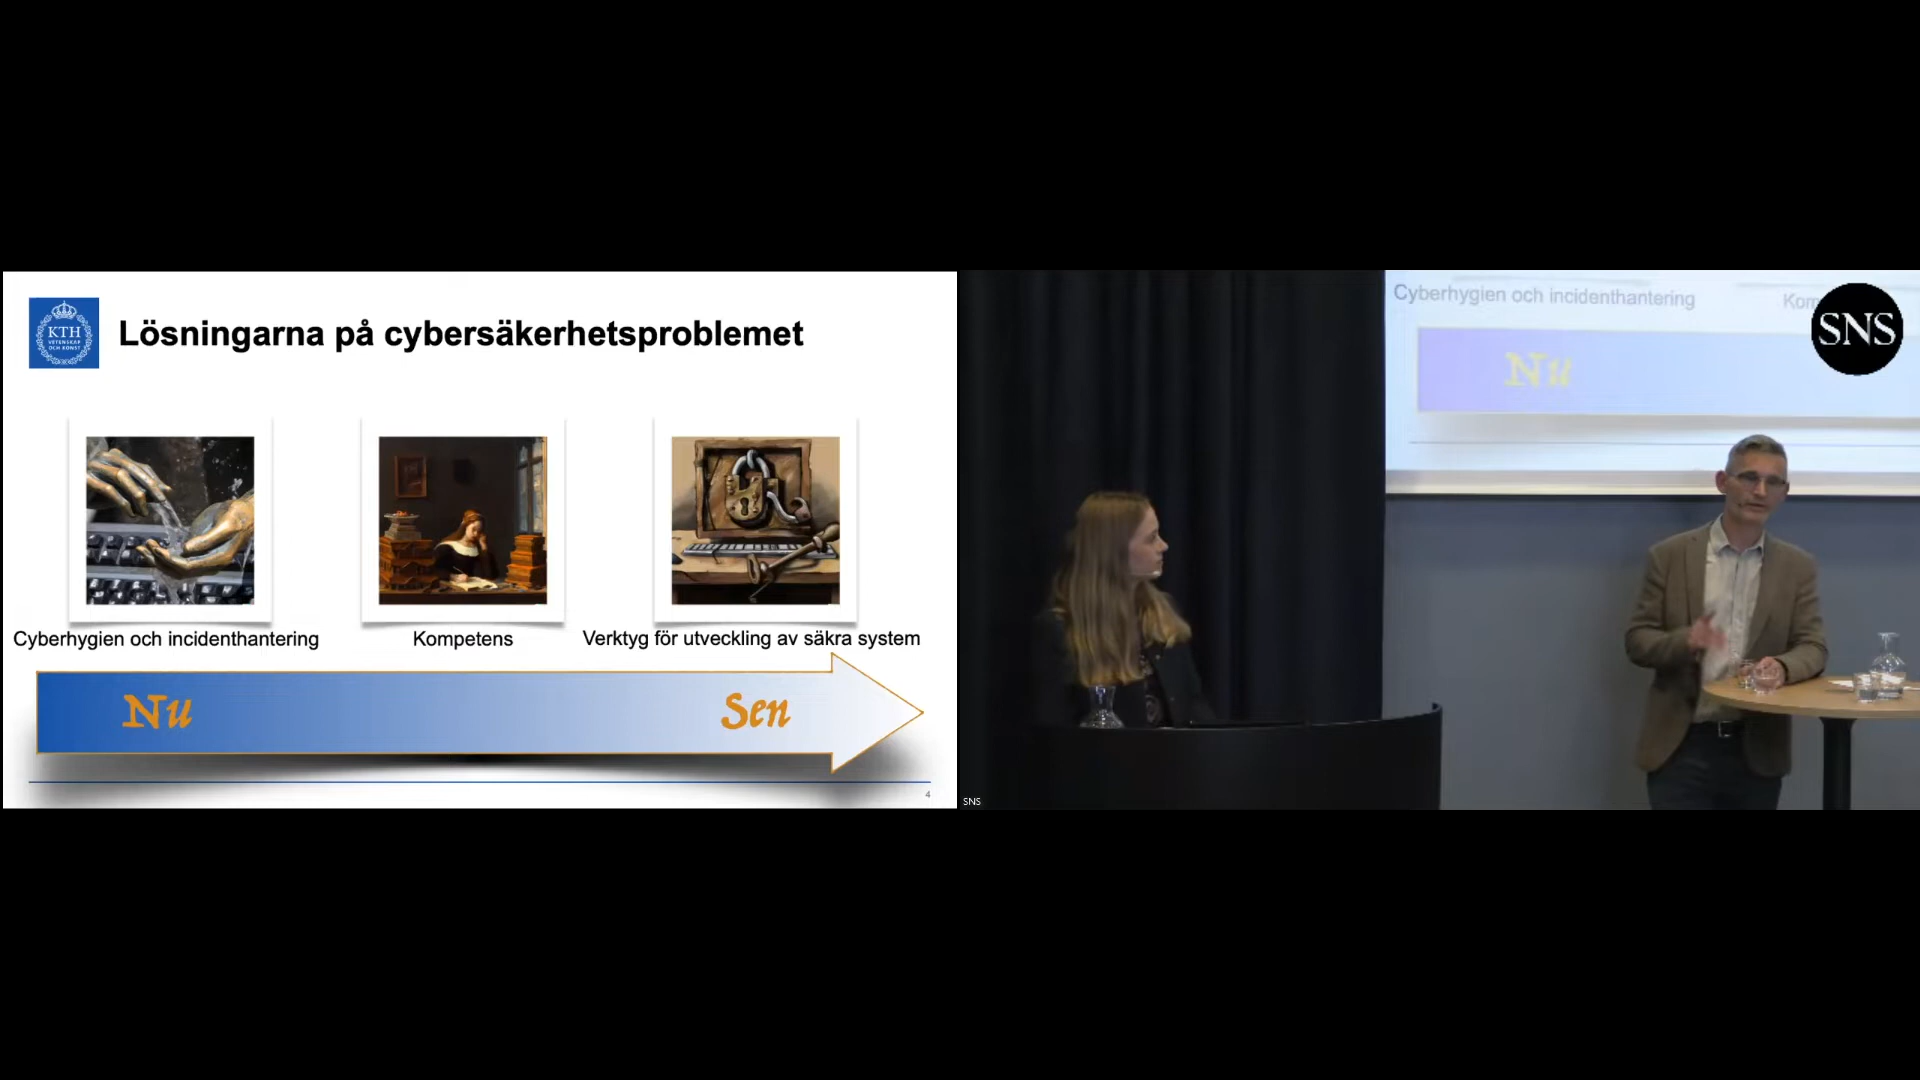 KTH
VETENSKAP
OCH KONST
Lösningarna på cybersäkerhetsproblemet
Cyberhygien och incidenthantering
Kompetens
Verktyg för utveckling av säkra system
Nu
Sen
4
Cyberhygien och incidenthantering
Kom
Nu
SNS
SNS